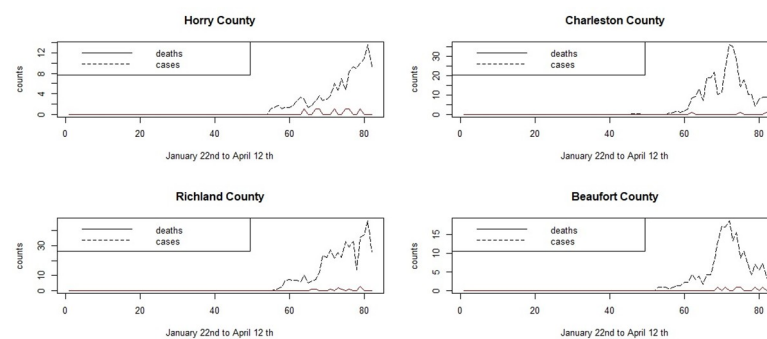 Horry County
counts
0 4 8 12
deaths
cases
0 20 40 60 80
January 22nd to April 12 th
Charleston County
counts
0 10 30
deaths
cases
0 20 40 60 80
January 22nd to April 12 th
Richland County
counts
0 10 30
deaths
cases
0 20 40 60 80
January 22nd to April 12 th
Beaufort County
counts
0 5 10 15
deaths
cases
0 20 40 60 80
January 22nd to April 12 th